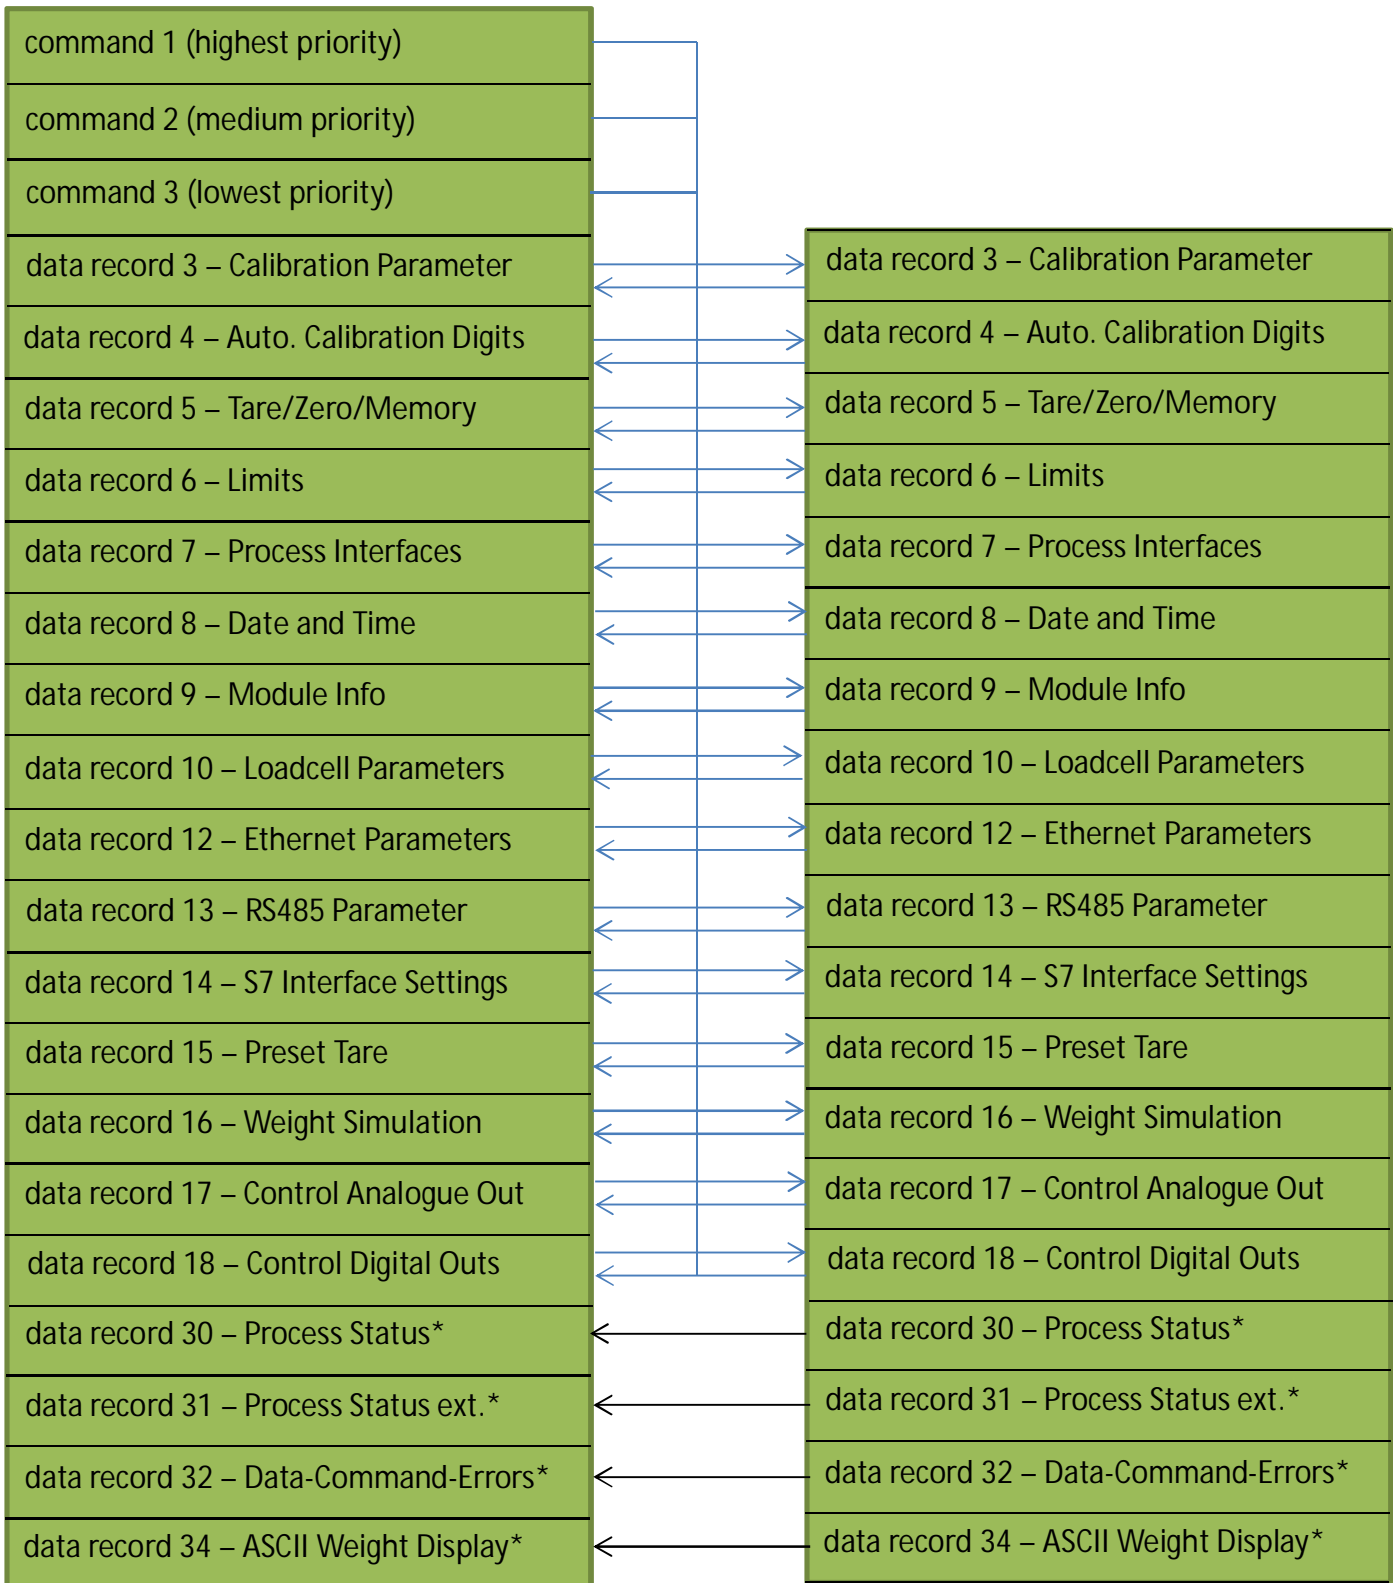 command 1 (highest priority)
command 2 (medium priority)
command 3 (lowest priority)
data record 3 – Calibration Parameter
data record 4 – Auto. Calibration Digits
data record 5 – Tare/Zero/Memory
data record 6 – Limits
data record 7 – Process Interfaces
data record 8 – Date and Time
data record 9 – Module Info
data record 10 – Loadcell Parameters
data record 12 – Ethernet Parameters
data record 13 – RS485 Parameter
data record 14 – S7 Interface Settings
data record 15 – Preset Tare
data record 16 – Weight Simulation
data record 17 – Control Analogue Out
data record 18 – Control Digital Outs
data record 30 – Process Status*
data record 31 – Process Status ext.*
data record 32 – Data-Command-Errors*
data record 34 – ASCII Weight Display*
data record 3 – Calibration Parameter
data record 4 – Auto. Calibration Digits
data record 5 – Tare/Zero/Memory
data record 6 – Limits
data record 7 – Process Interfaces
data record 8 – Date and Time
data record 9 – Module Info
data record 10 – Loadcell Parameters
data record 12 – Ethernet Parameters
data record 13 – RS485 Parameter
data record 14 – S7 Interface Settings
data record 15 – Preset Tare
data record 16 – Weight Simulation
data record 17 – Control Analogue Out
data record 18 – Control Digital Outs
data record 30 – Process Status*
data record 31 – Process Status ext.*
data record 32 – Data-Command-Errors*
data record 34 – ASCII Weight Display*